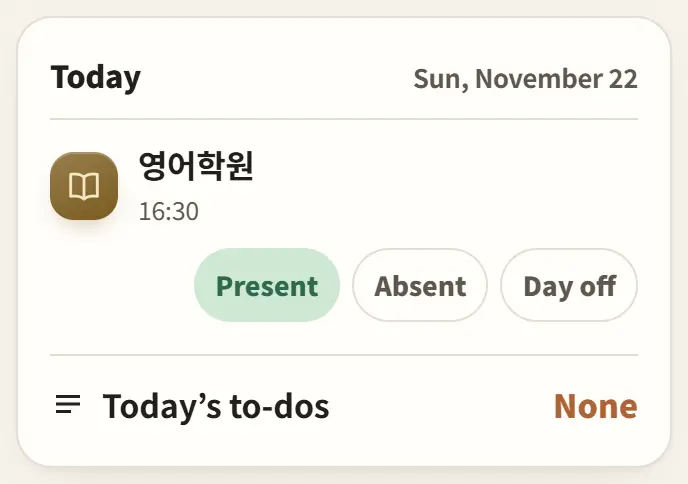 Today
Sun, November 22
영어학원
16:30
Present
Absent
Day off
Today’s to-dos
None